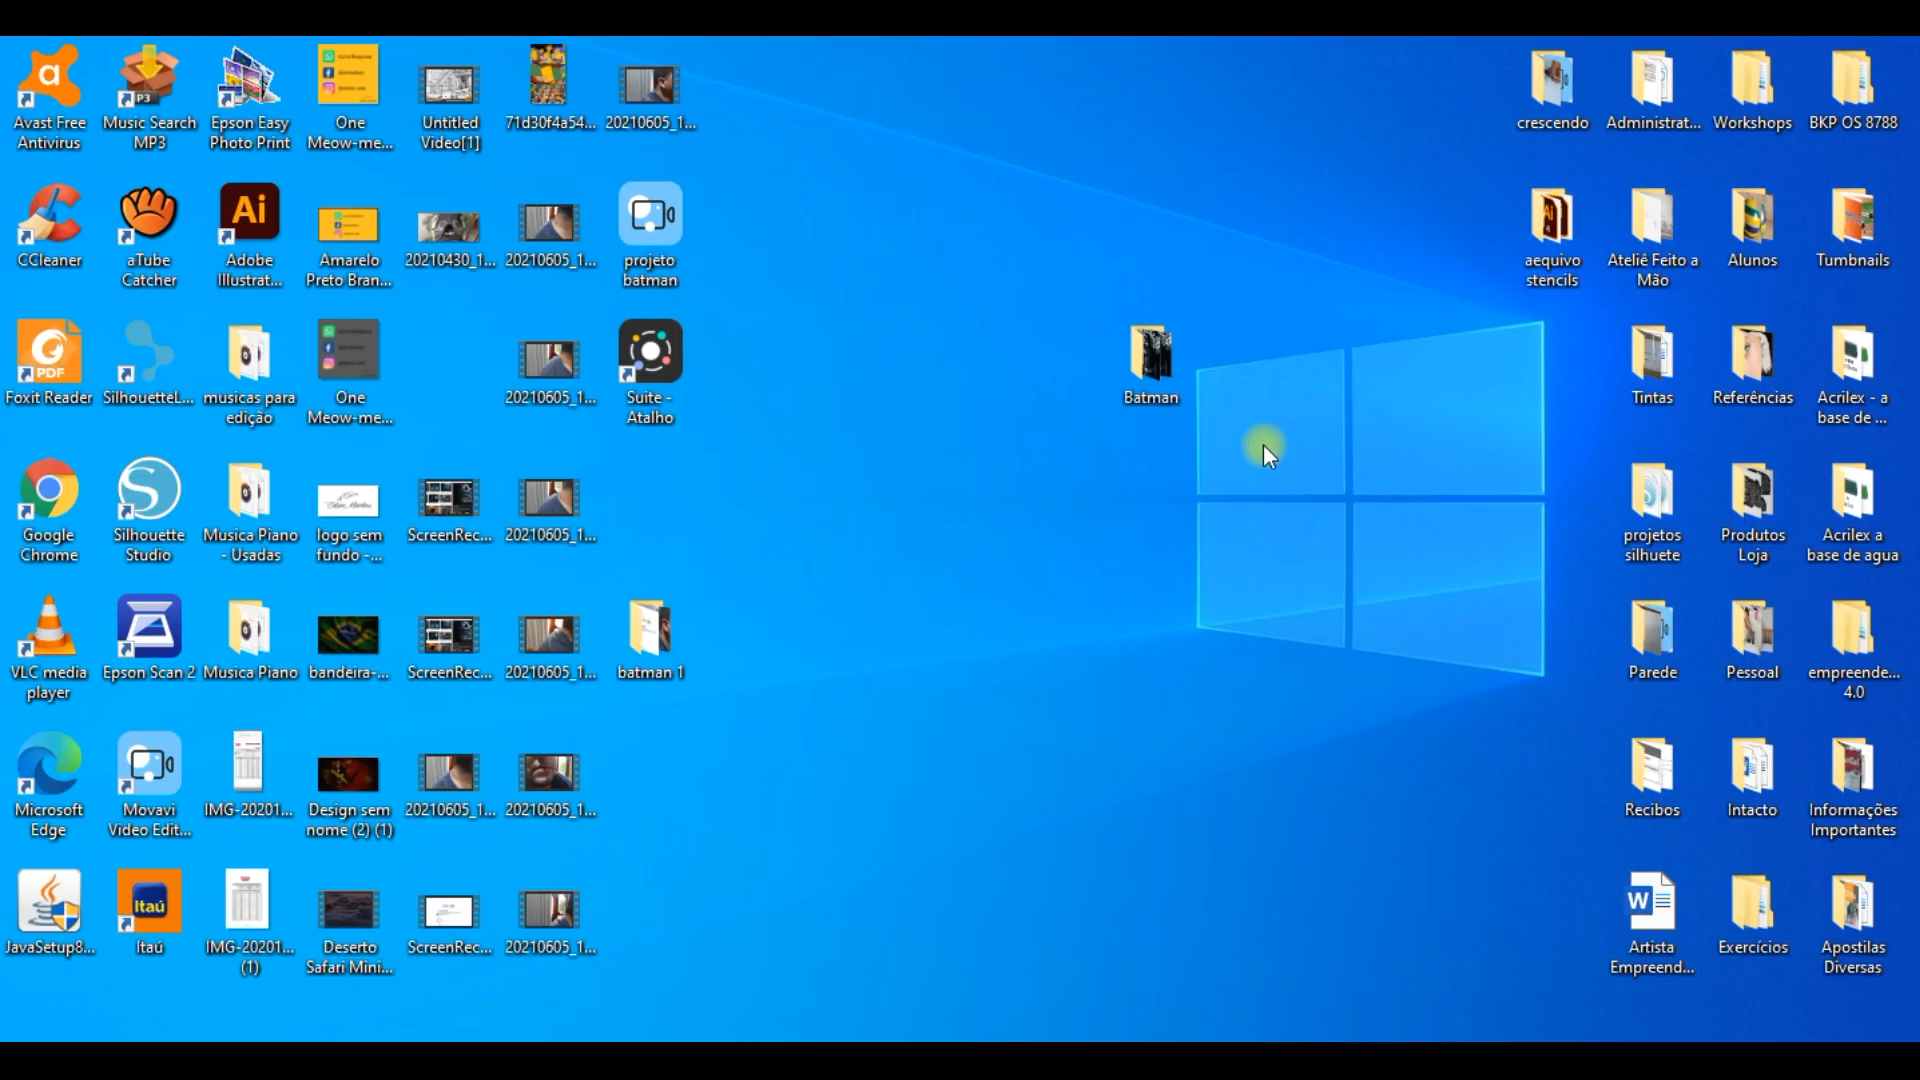 Avast Free
Antivirus
Music Search
MP3
Epson Easy
Photo Print
One
Meow-me...
Untitled
Video[1]
71d30f4a54...
20210605_1...
crescendo
Administrat...
Workshops
BKP OS 8788
CCleaner
aTube
Catcher
Adobe
Illustrat...
Amarelo
Preto Bran...
20210430_1...
20210605_1...
projeto
batman
aequivo
stencils
Ateliê Feito a
Mão
Alunos
Tumbnails
Foxit Reader
SilhouetteL...
musicas para
edição
One
Meow-me...
20210605_1...
Suite -
Atalho
Batman
Tintas
Referências
Acrilex - a
base de ...
Google
Chrome
Silhouette
Studio
Musica Piano
- Usadas
logo sem
fundo -...
ScreenRec...
20210605_1...
projetos
silhuete
Produtos
Loja
Acrilex a
base de agua
VLC media
player
Epson Scan 2
Musica Piano
bandeira-...
ScreenRec...
20210605_1...
batman 1
Parede
Pessoal
empreende...
4.0
Microsoft
Edge
Movavi
Video Edit...
IMG-20201...
Design sem
nome (2) (1)
20210605_1...
20210605_1...
Recibos
Intacto
Informações
Importantes
JavaSetup8...
Itaú
Itaú
IMG-20201...
(1)
Deserto
Safari Mini...
ScreenRec...
20210605_1...
Artista
Empreend...
Exercícios
Apostilas
Diversas
a
P3
Ai
PDF
S
W